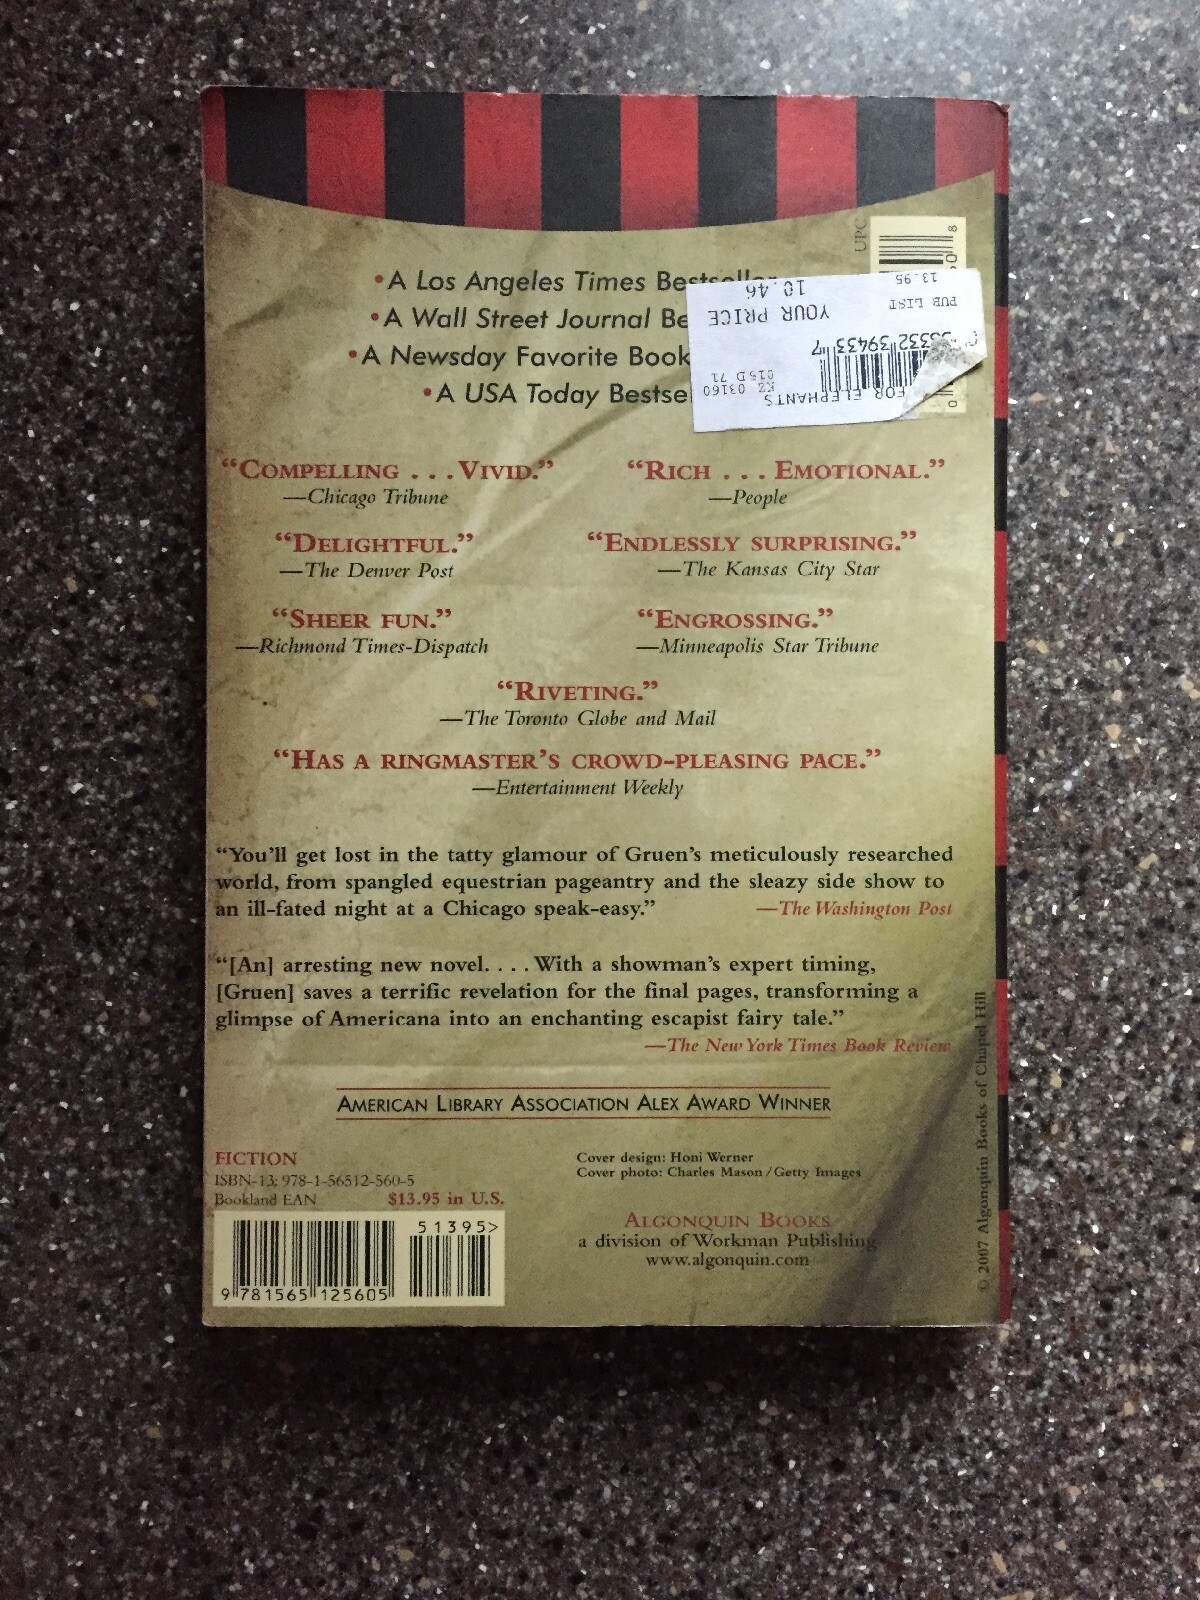 •A Los Angeles Times Bestseller
•A Wall Street Journal Be
•A Newsday Favorite Book
•A USA Today Bestse
UPC
8
0
PUB LIST
13.95
YOUR PRICE
10.46
39433 7
KZ 03160
015D 71
FOR ELEPHANTS
“COMPELLING . . . VIVID.”
—Chicago Tribune
“RICH . . . EMOTIONAL.”
—People
“DELIGHTFUL.”
—The Denver Post
“ENDLESSLY SURPRISING.”
—The Kansas City Star
“SHEER FUN.”
—Richmond Times-Dispatch
“ENGROSSING.”
—Minneapolis Star Tribune
“RIVETING.”
—The Toronto Globe and Mail
“HAS A RINGMASTER’S CROWD-PLEASING PACE.”
—Entertainment Weekly
“You’ll get lost in the tatty glamour of Gruen’s meticulously researched
world, from spangled equestrian pageantry and the sleazy side show to
an ill-fated night at a Chicago speak-easy.” —The Washington Post
“[An] arresting new novel. . . . With a showman’s expert timing,
[Gruen] saves a terrific revelation for the final pages, transforming a
glimpse of Americana into an enchanting escapist fairy tale.”
—The New York Times Book Review
AMERICAN LIBRARY ASSOCIATION ALEX AWARD WINNER
FICTION
ISBN-13: 978-1-56512-560-5
Bookland EAN $13.95 in U.S.
51395>
9 781565 125605
Cover design: Honi Werner
Cover photo: Charles Mason/Getty Images
ALGONQUIN BOOKS
a division of Workman Publishing
www.algonquin.com
© 2007 Algonquin Books of Chapel Hill